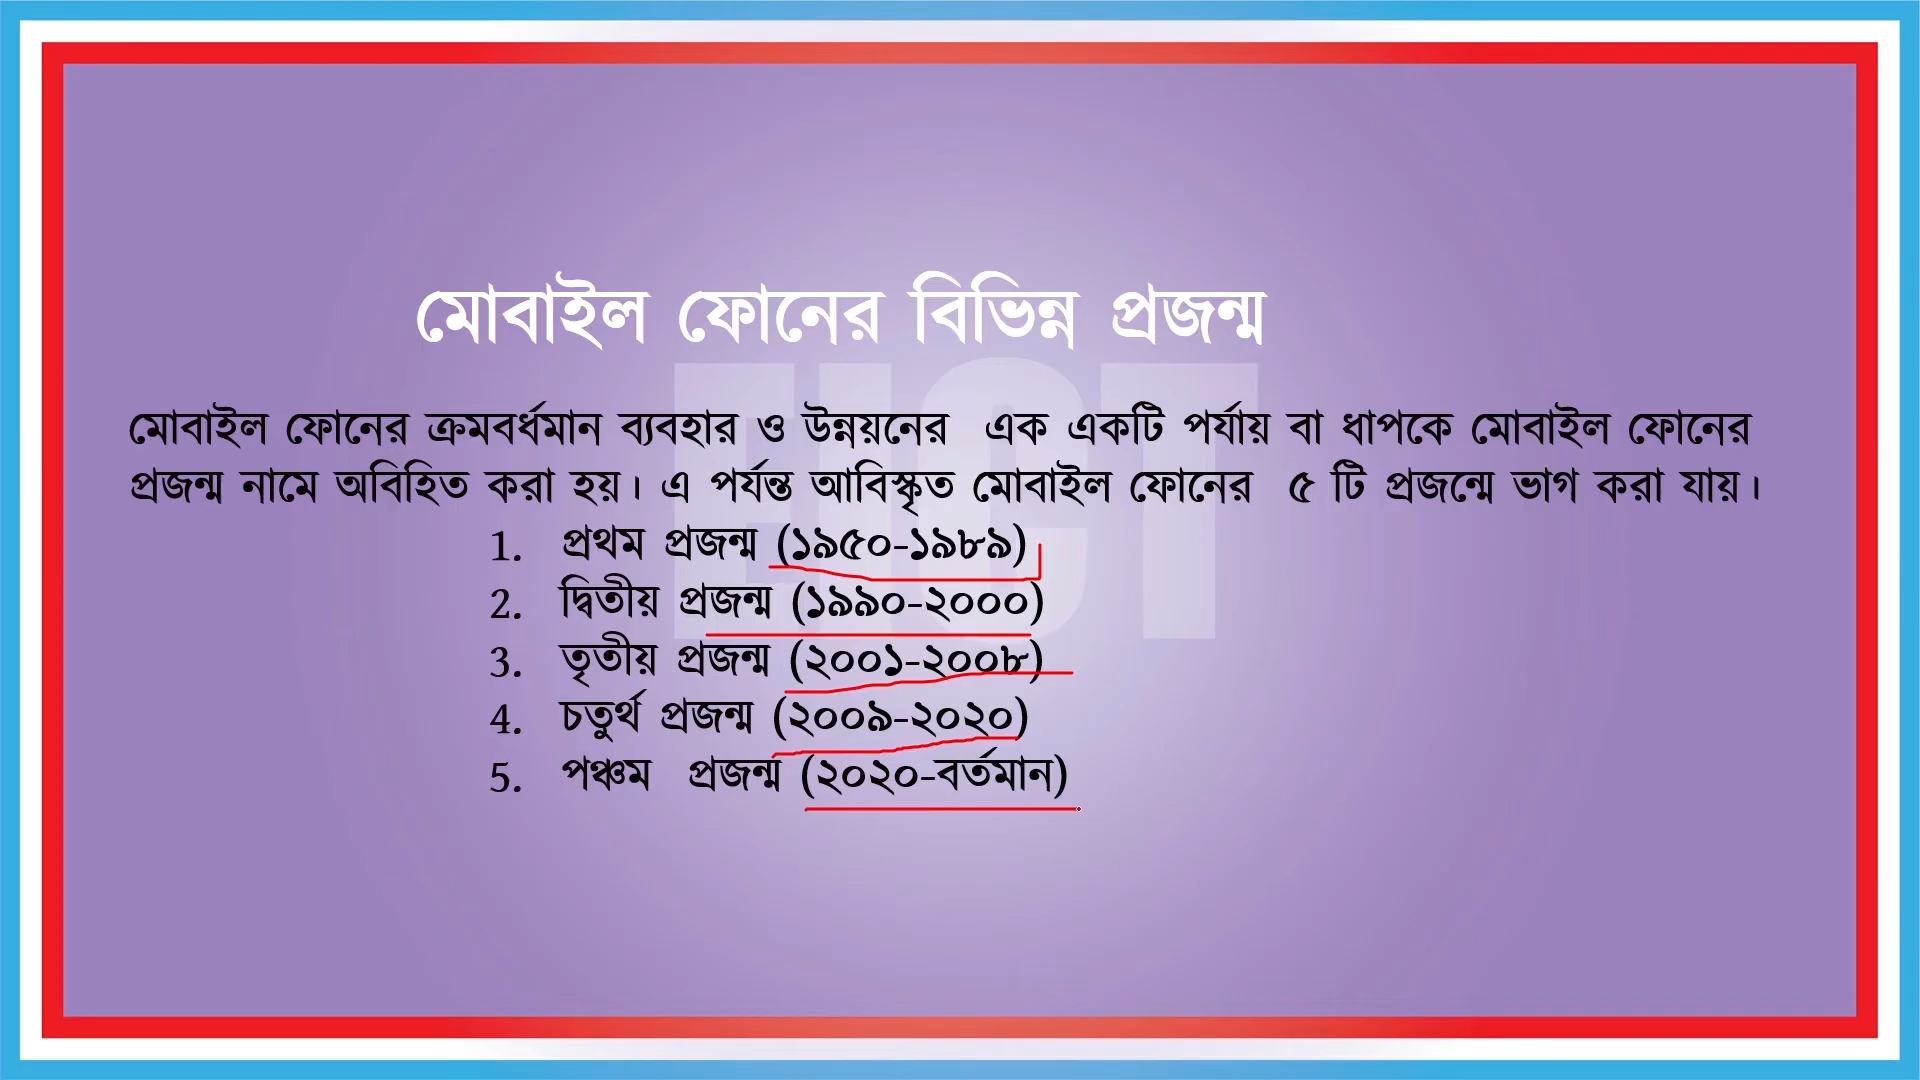 মোবাইল ফোনের বিভিন্ন প্রজন্ম
মোবাইল ফোনের ক্রমবর্ধমান ব্যবহার ও উন্নয়নের এক একটি পর্যায় বা ধাপকে মোবাইল ফোনের
প্রজন্ম নামে অবিহিত করা হয়। এ পর্যন্ত আবিস্কৃত মোবাইল ফোনের ৫ টি প্রজন্মে ভাগ করা যায়।
1. প্রথম প্রজন্ম (১৯৫০-১৯৮৯)
2. দ্বিতীয় প্রজন্ম (১৯৯০-২০০০)
3. তৃতীয় প্রজন্ম (২০০১-২০০৮)
4. চতুর্থ প্রজন্ম (২০০৯-২০২০)
5. পঞ্চম প্রজন্ম (২০২০-বর্তমান)
EICT